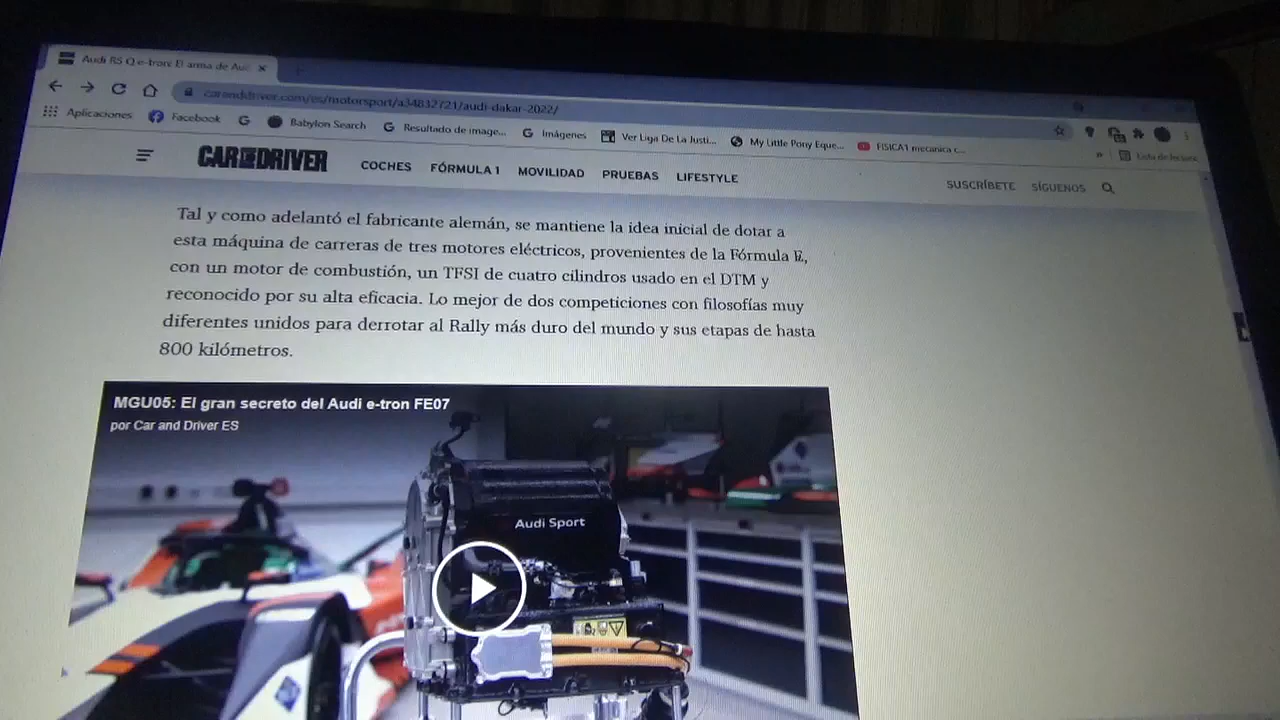 Audi RS Q e-tron: El arma de Aud
caranddriver.com/es/motorsport/a34832721/audi-dakar-2022/
Aplicaciones Facebook Babylon Search Resultado de image... Imágenes Ver Liga De La Justi... My Little Pony Eque... FISICA1 mecanica c... » Lista de lectura
CAR AND DRIVER COCHES FÓRMULA 1 MOVILIDAD PRUEBAS LIFESTYLE SUSCRÍBETE SÍGUENOS
Tal y como adelantó el fabricante alemán, se mantiene la idea inicial de dotar a
esta máquina de carreras de tres motores eléctricos, provenientes de la Fórmula E,
con un motor de combustión, un TFSI de cuatro cilindros usado en el DTM y
reconocido por su alta eficacia. Lo mejor de dos competiciones con filosofías muy
diferentes unidos para derrotar al Rally más duro del mundo y sus etapas de hasta
800 kilómetros.
MGU05: El gran secreto del Audi e-tron FE07
por Car and Driver ES
Audi Sport